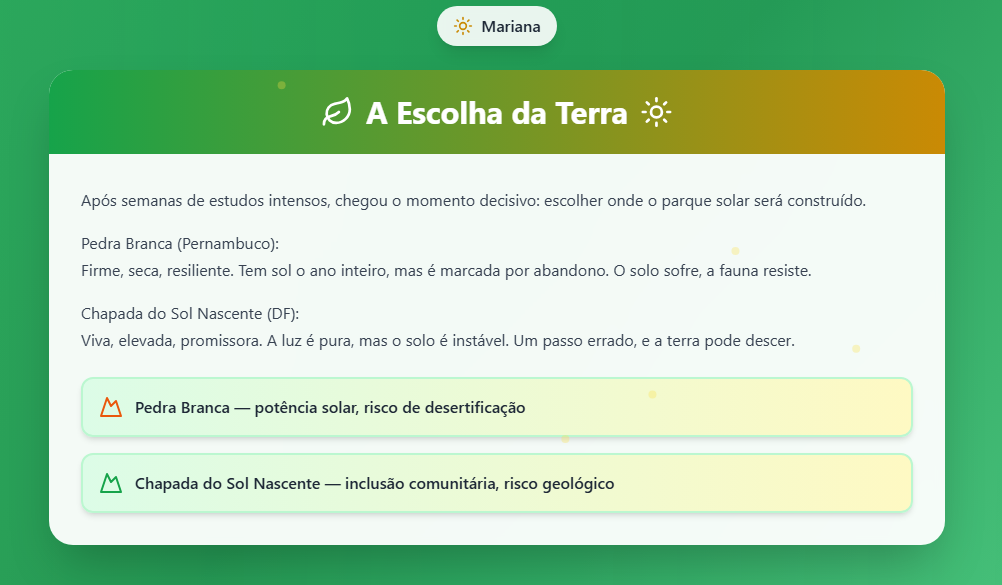 Mariana
A Escolha da Terra
Após semanas de estudos intensos, chegou o momento decisivo: escolher onde o parque solar será construído.
Pedra Branca (Pernambuco):
Firme, seca, resiliente. Tem sol o ano inteiro, mas é marcada por abandono. O solo sofre, a fauna resiste.
Chapada do Sol Nascente (DF):
Viva, elevada, promissora. A luz é pura, mas o solo é instável. Um passo errado, e a terra pode descer.
Pedra Branca — potência solar, risco de desertificação
Chapada do Sol Nascente — inclusão comunitária, risco geológico